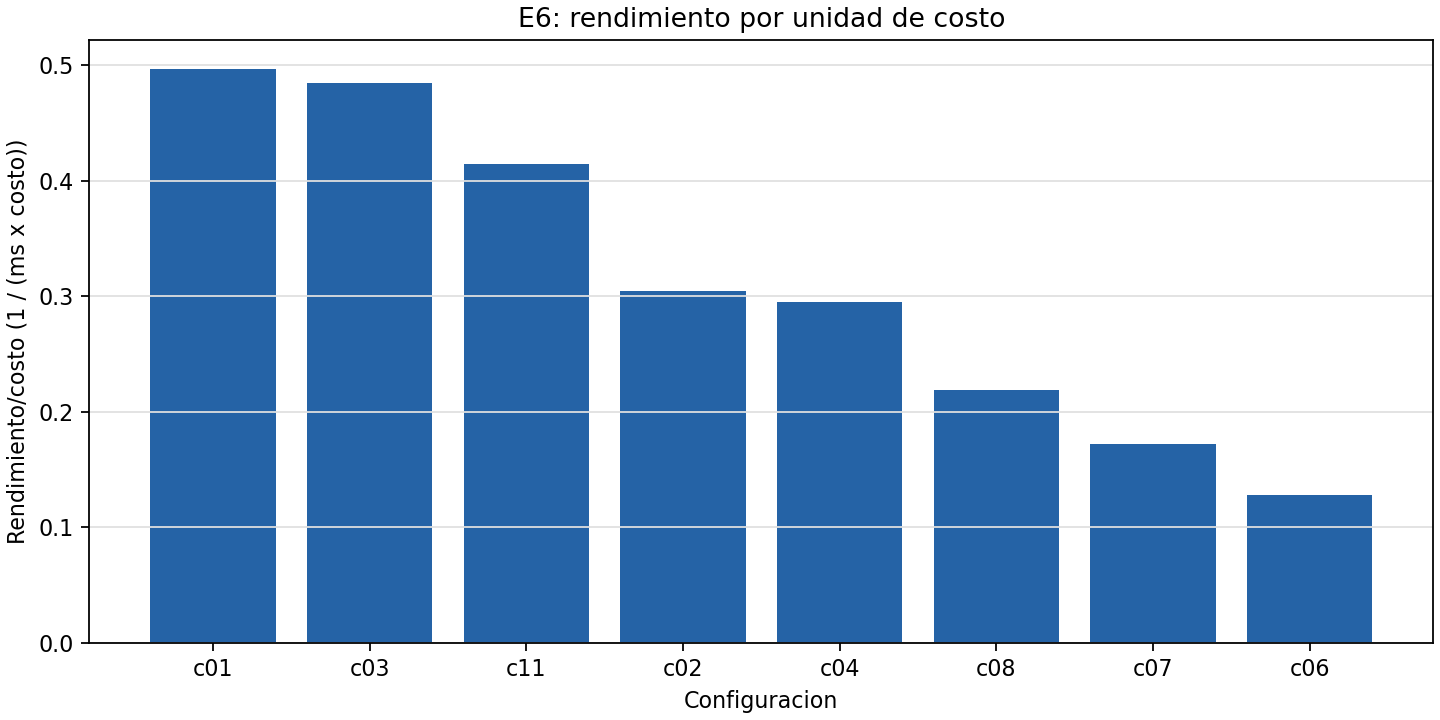 E6: rendimiento por unidad de costo
Rendimiento/costo (1 / (ms x costo))
0.5
0.4
0.3
0.2
0.1
0.0
c01 c03 c11 c02 c04 c08 c07 c06
Configuracion